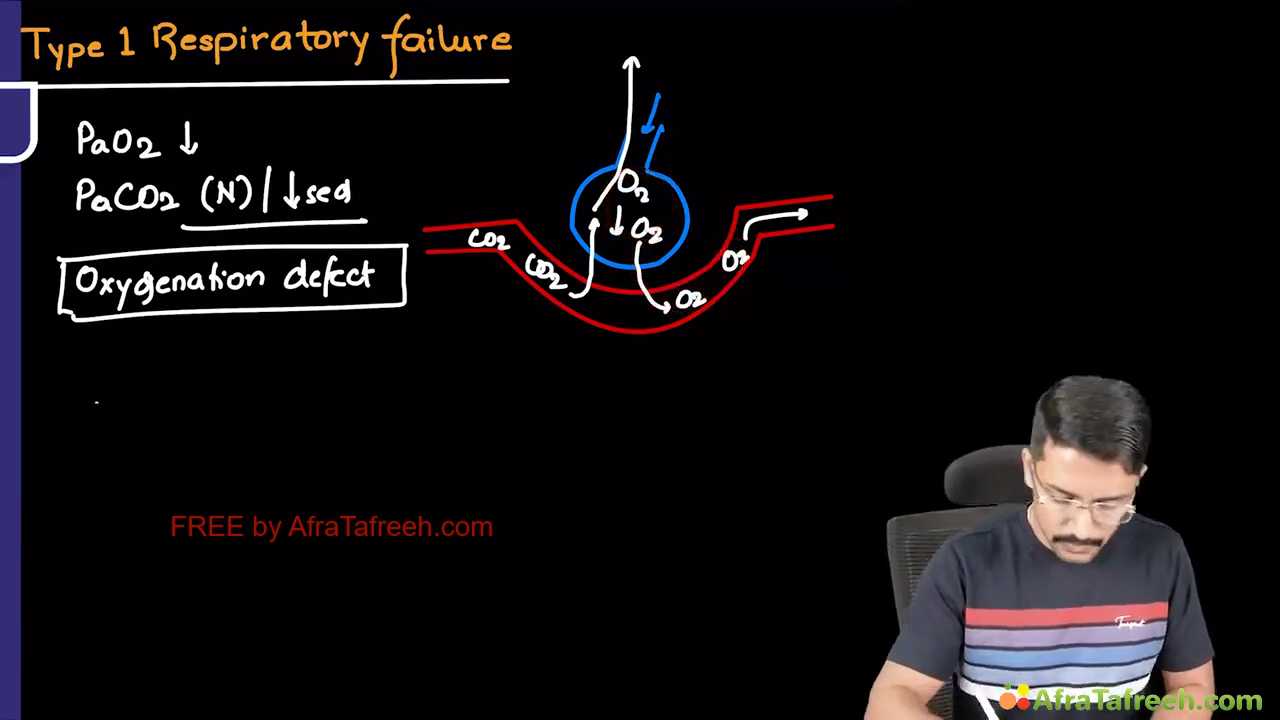 Type 1 Respiratory failure
PaO2 ↓
PaCO2 (N) / ↓sed
Oxygenation defect
O2
↓ O2
CO2
CO2
O2
O2
FREE by AfraTafreeh.com
AfraTafreeh.com